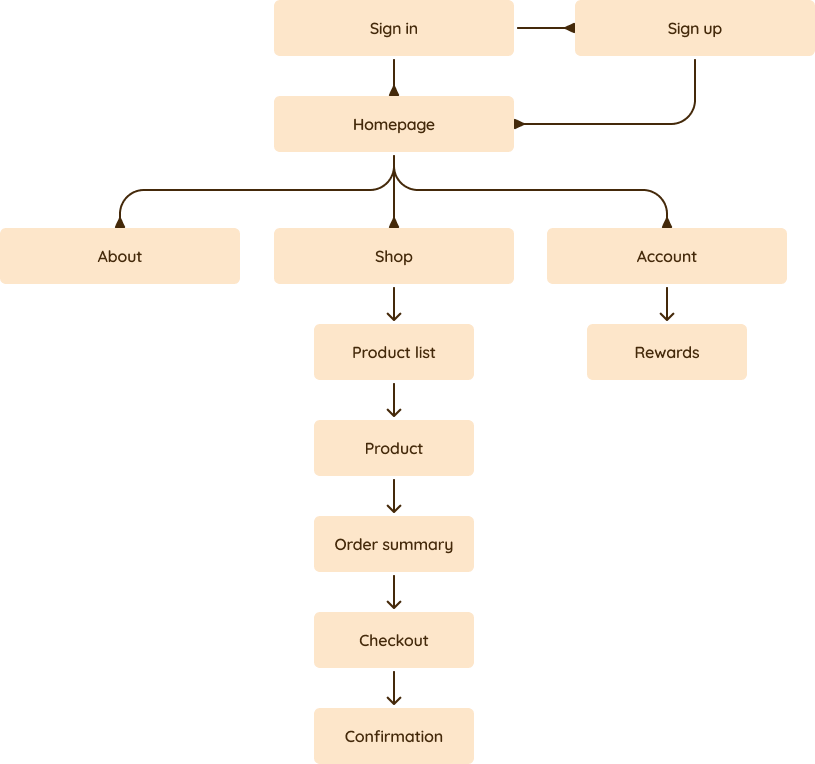 Sign in
Sign up
Homepage
About
Shop
Account
Product list
Rewards
Product
Order summary
Checkout
Confirmation